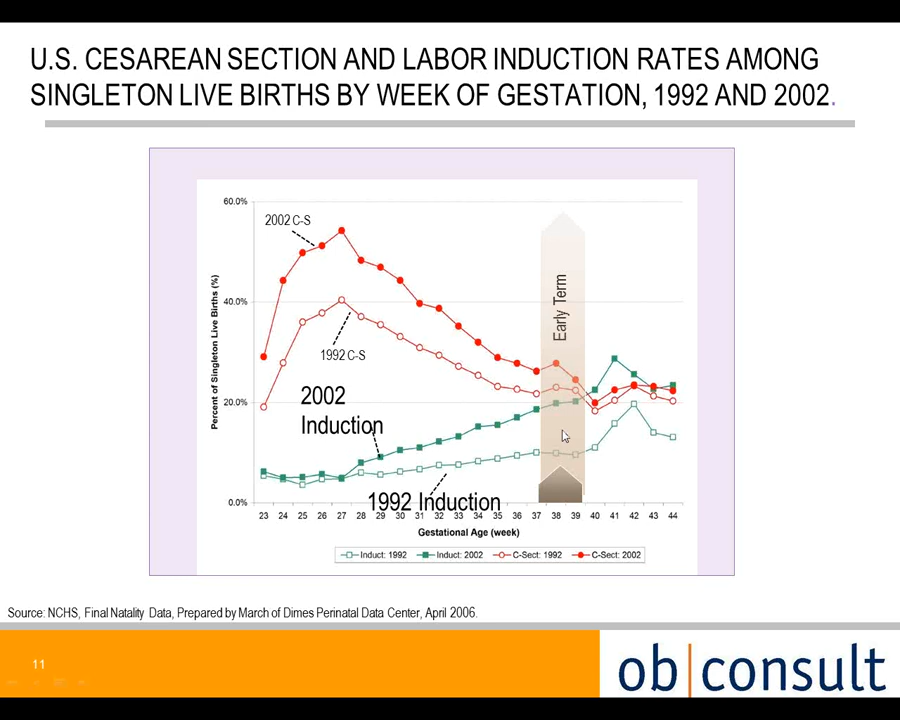 U.S. CESAREAN SECTION AND LABOR INDUCTION RATES AMONG
SINGLETON LIVE BIRTHS BY WEEK OF GESTATION, 1992 AND 2002.
60.0%
2002 C-S
Early Term
40.0%
Percent of Singleton Live Births (%)
1992 C-S
2002
Induction
20.0%
1992 Induction
0.0%
23 24 25 26 27 28 29 30 31 32 33 34 35 36 37 38 39 40 41 42 43 44
Gestational Age (week)
Induct: 1992 Induct: 2002 C-Sect: 1992 C-Sect: 2002
Source: NCHS, Final Natality Data, Prepared by March of Dimes Perinatal Data Center, April 2006.
11
ob|consult